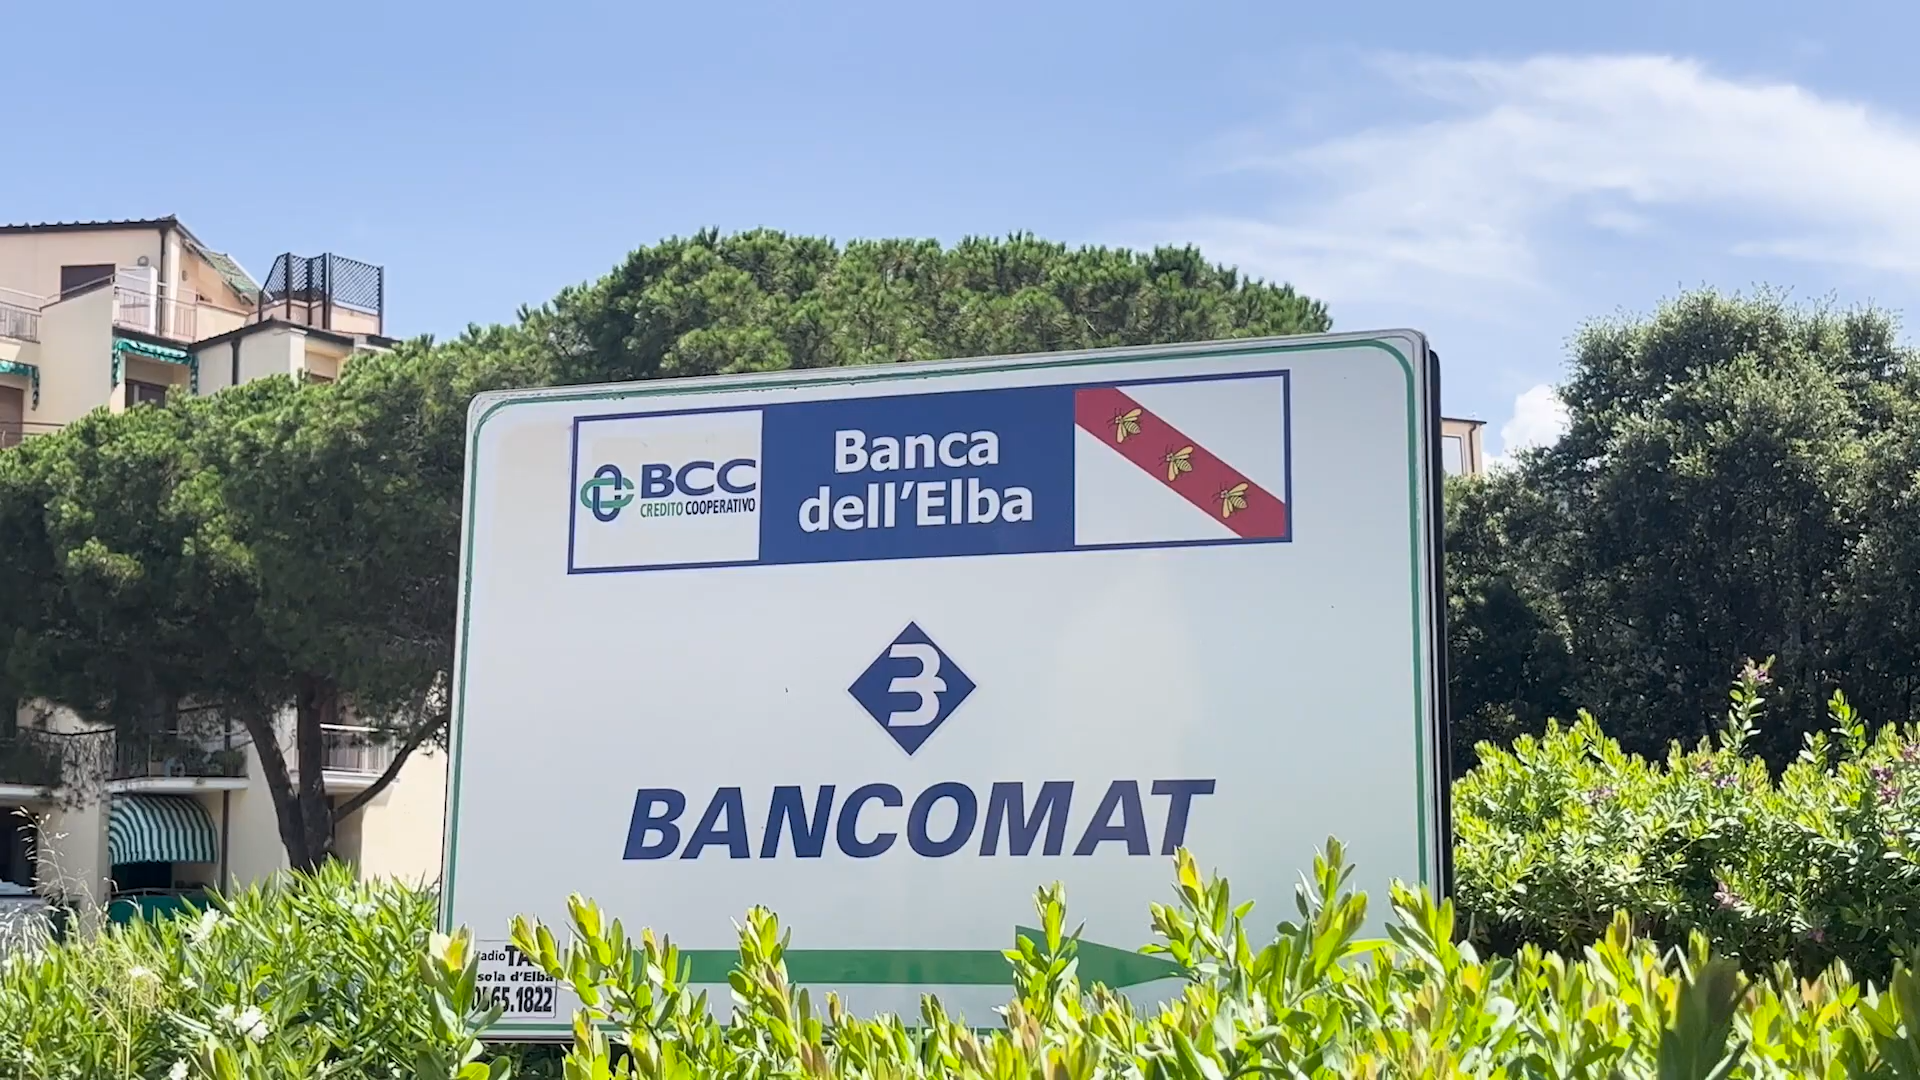 BCC
CREDITO COOPERATIVO
Banca
dell'Elba
BANCOMAT